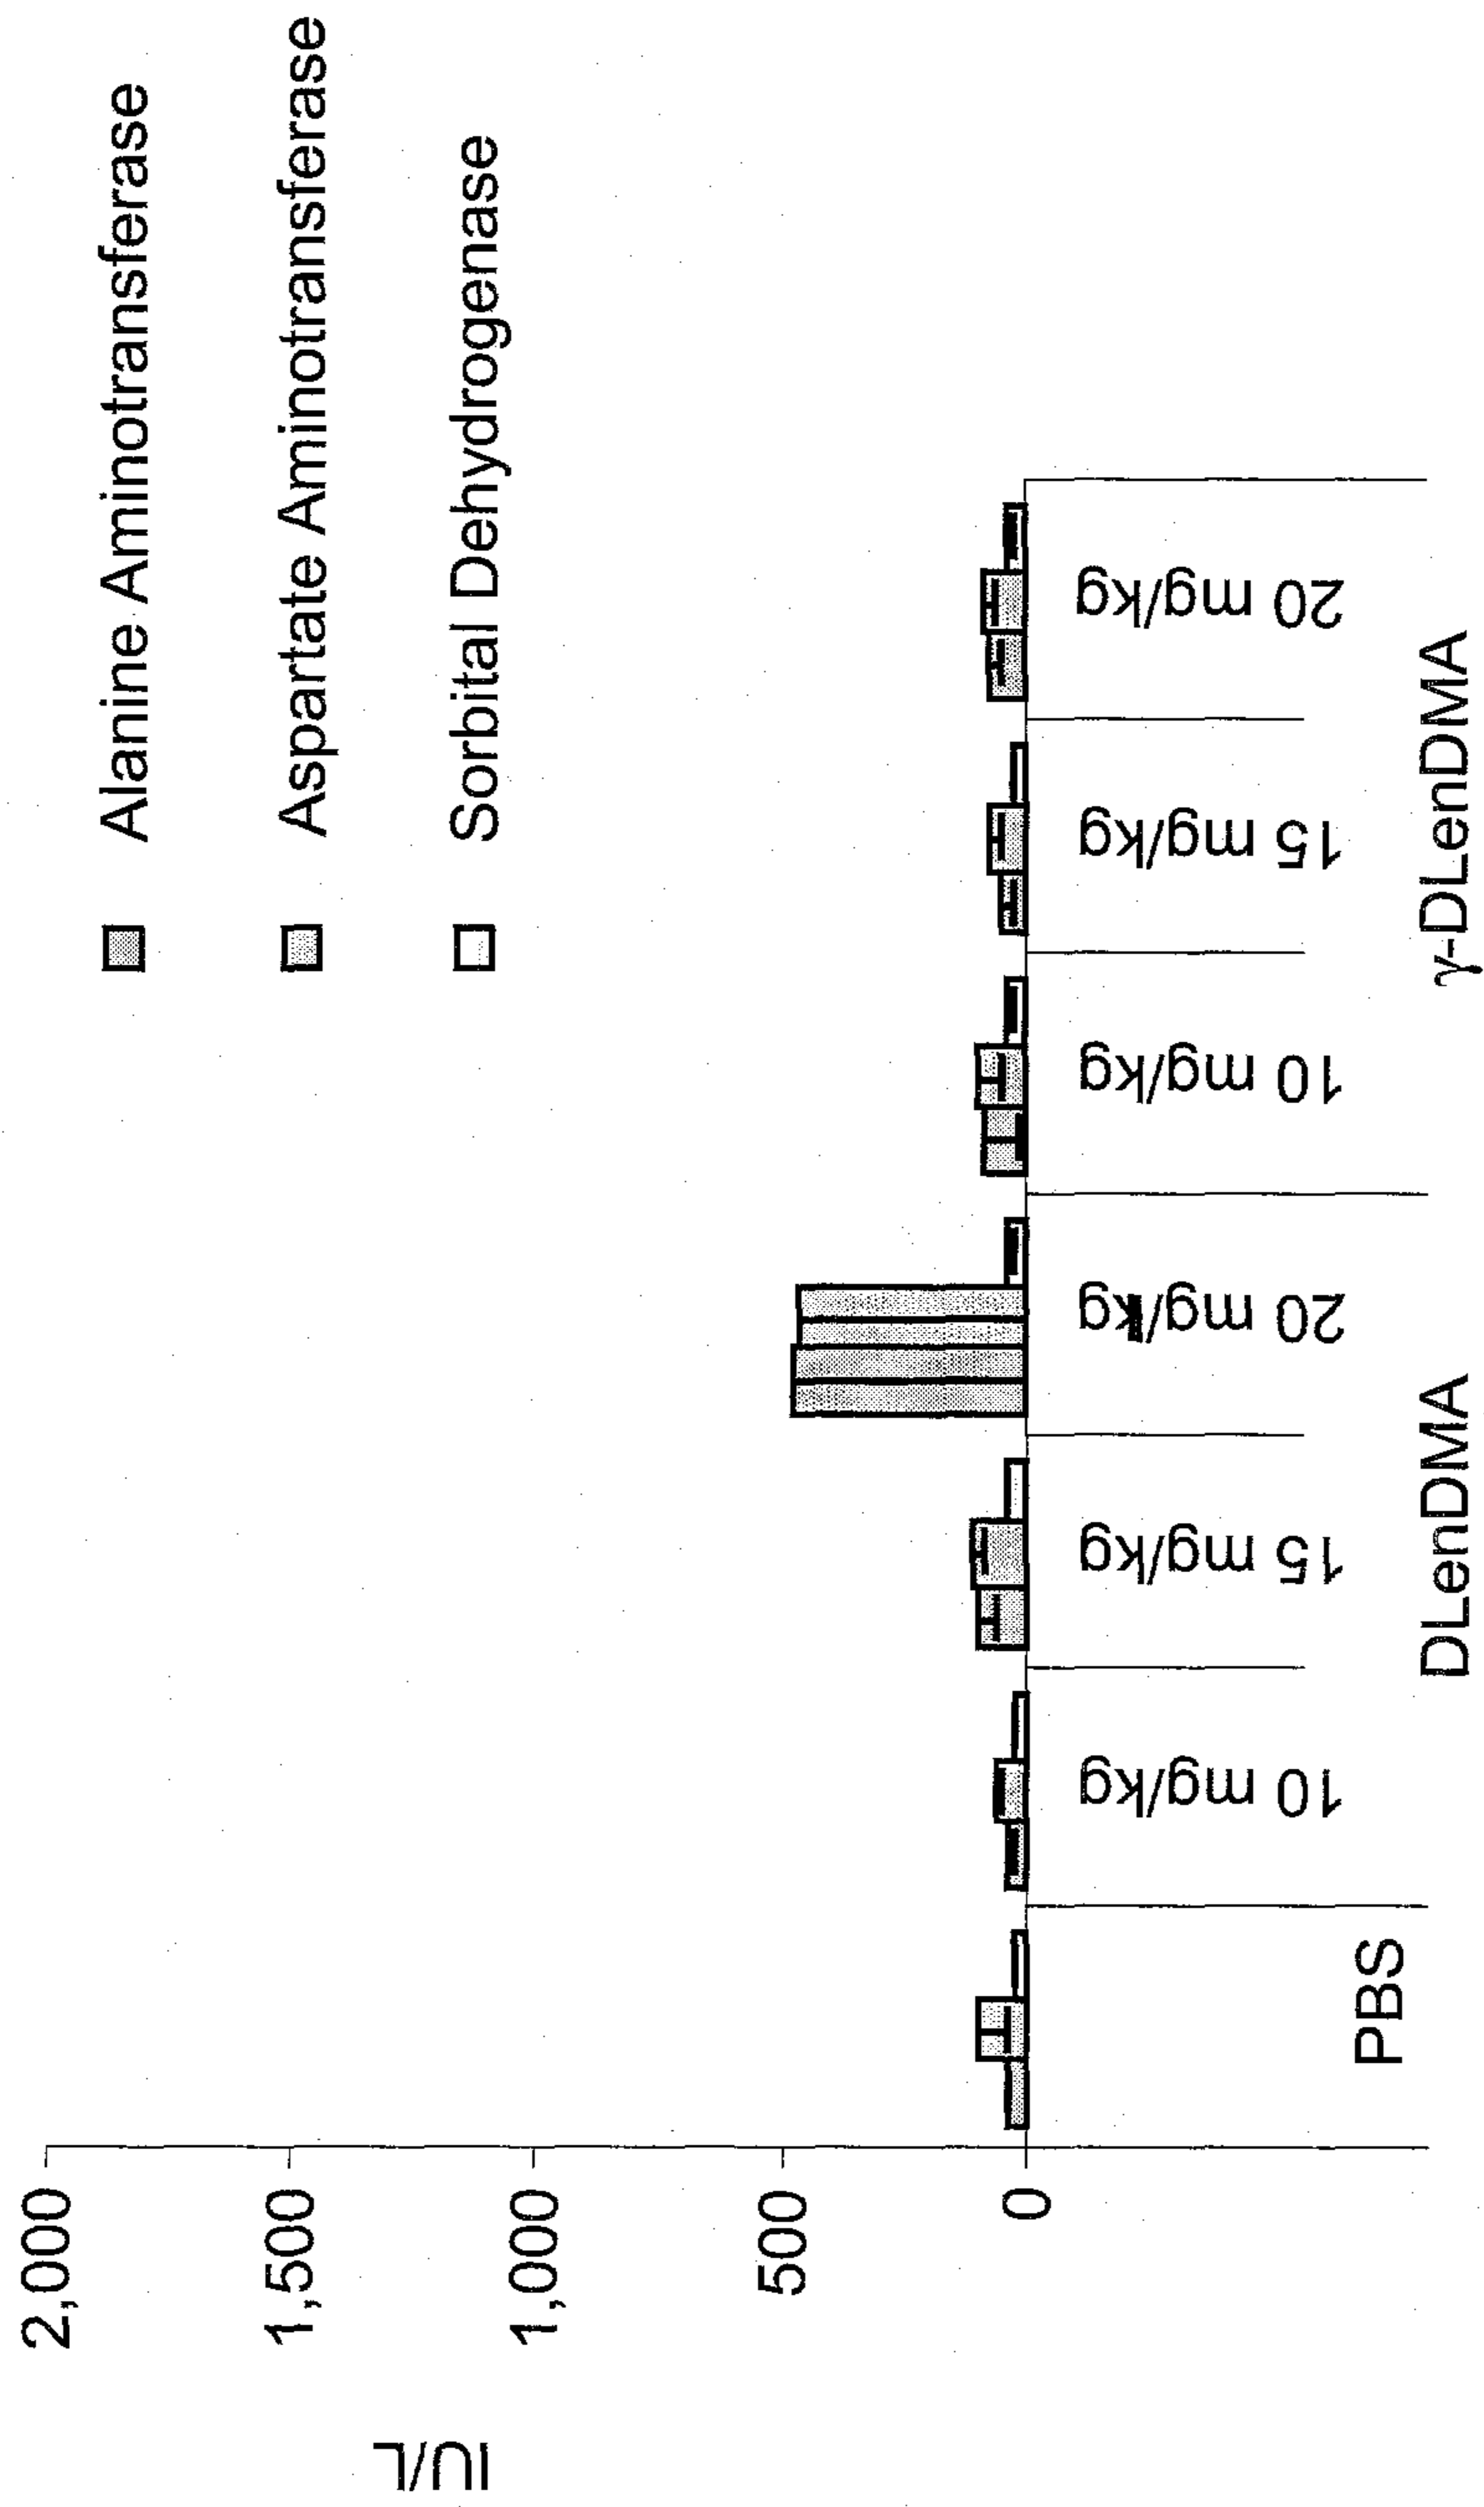 Alanine Aminotransferase
Aspartate Aminotransferase
Sorbital Dehydrogenase
2,000
1,500
1,000
500
0
IU/L
10 mg/kg
15 mg/kg
20 mg/kg
10 mg/kg
15 mg/kg
20 mg/kg
PBS
DLenDMA
γ-DLenDMA